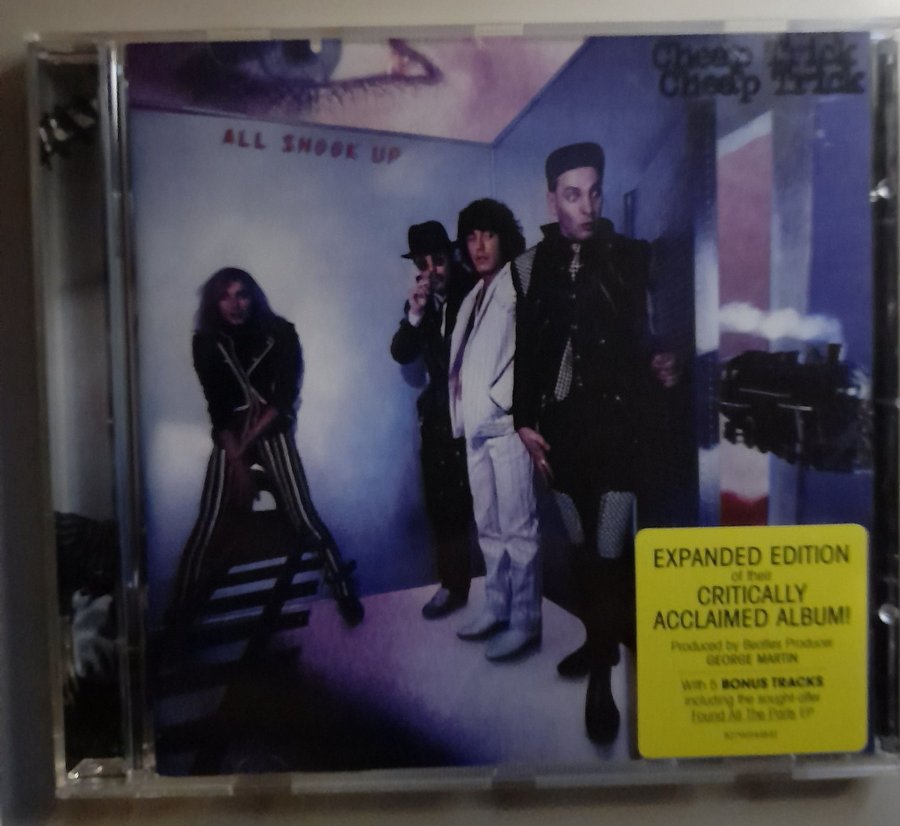 Cheap Trick
Cheap Trick
ALL SHOOK UP
EXPANDED EDITION
of their
CRITICALLY
ACCLAIMED ALBUM!
Produced by Beatles Producer
GEORGE MARTIN
With 5 BONUS TRACKS
including the sought-after
Found All The Parts EP